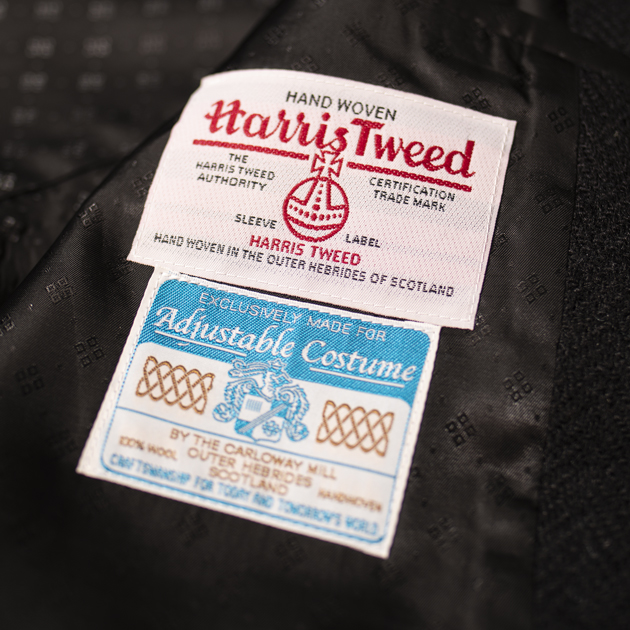 HAND WOVEN
Harris Tweed
THE
HARRIS TWEED
AUTHORITY
CERTIFICATION
TRADE MARK
SLEEVE LABEL
HARRIS TWEED
HAND WOVEN IN THE OUTER HEBRIDES OF SCOTLAND
EXCLUSIVELY MADE FOR
Adjustable Costume
BY THE CARLOWAY MILL
100% WOOL OUTER HEBRIDES
SCOTLAND HANDWOVEN
CRAFTSMANSHIP FOR TODAY AND TOMORROW'S WORLD